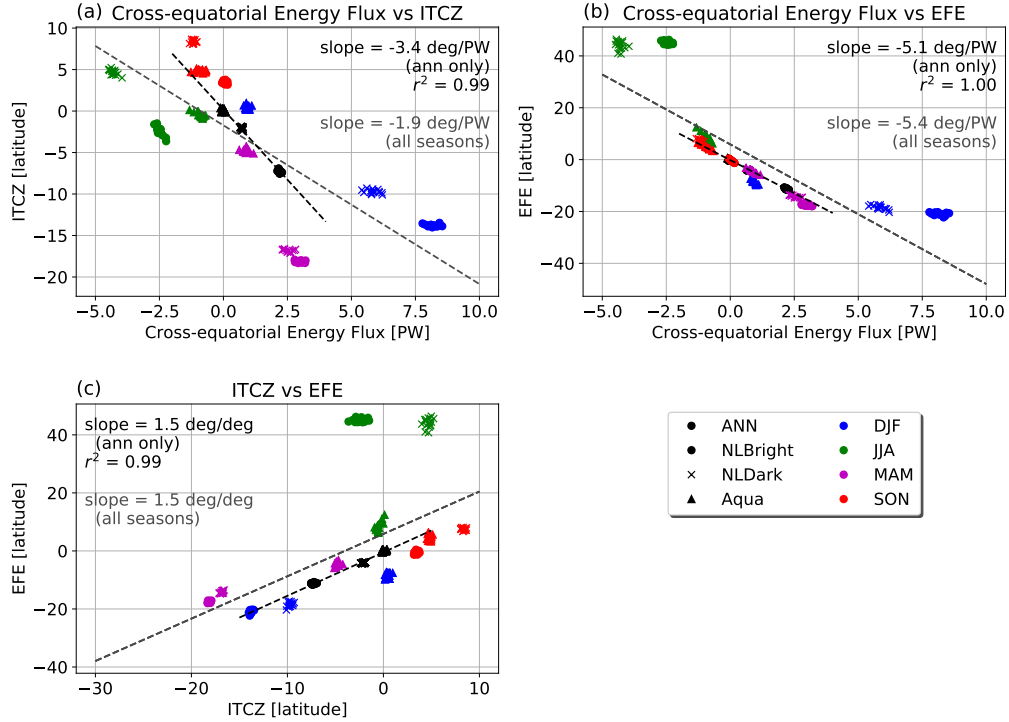 (a) Cross-equatorial Energy Flux vs ITCZ
10
5
0
−5
−10
−15
−20
ITCZ [latitude]
slope = -3.4 deg/PW
(ann only)
r² = 0.99
slope = -1.9 deg/PW
(all seasons)
−5.0 −2.5 0.0 2.5 5.0 7.5 10.0
Cross-equatorial Energy Flux [PW]
(b) Cross-equatorial Energy Flux vs EFE
40
20
0
−20
−40
EFE [latitude]
slope = -5.1 deg/PW
(ann only)
r² = 1.00
slope = -5.4 deg/PW
(all seasons)
−5.0 −2.5 0.0 2.5 5.0 7.5 10.0
Cross-equatorial Energy Flux [PW]
(c) ITCZ vs EFE
40
20
0
−20
−40
EFE [latitude]
slope = 1.5 deg/deg
(ann only)
r² = 0.99
slope = 1.5 deg/deg
(all seasons)
−30 −20 −10 0 10
ITCZ [latitude]
ANN
NLBright
NLDark
Aqua
DJF
JJA
MAM
SON